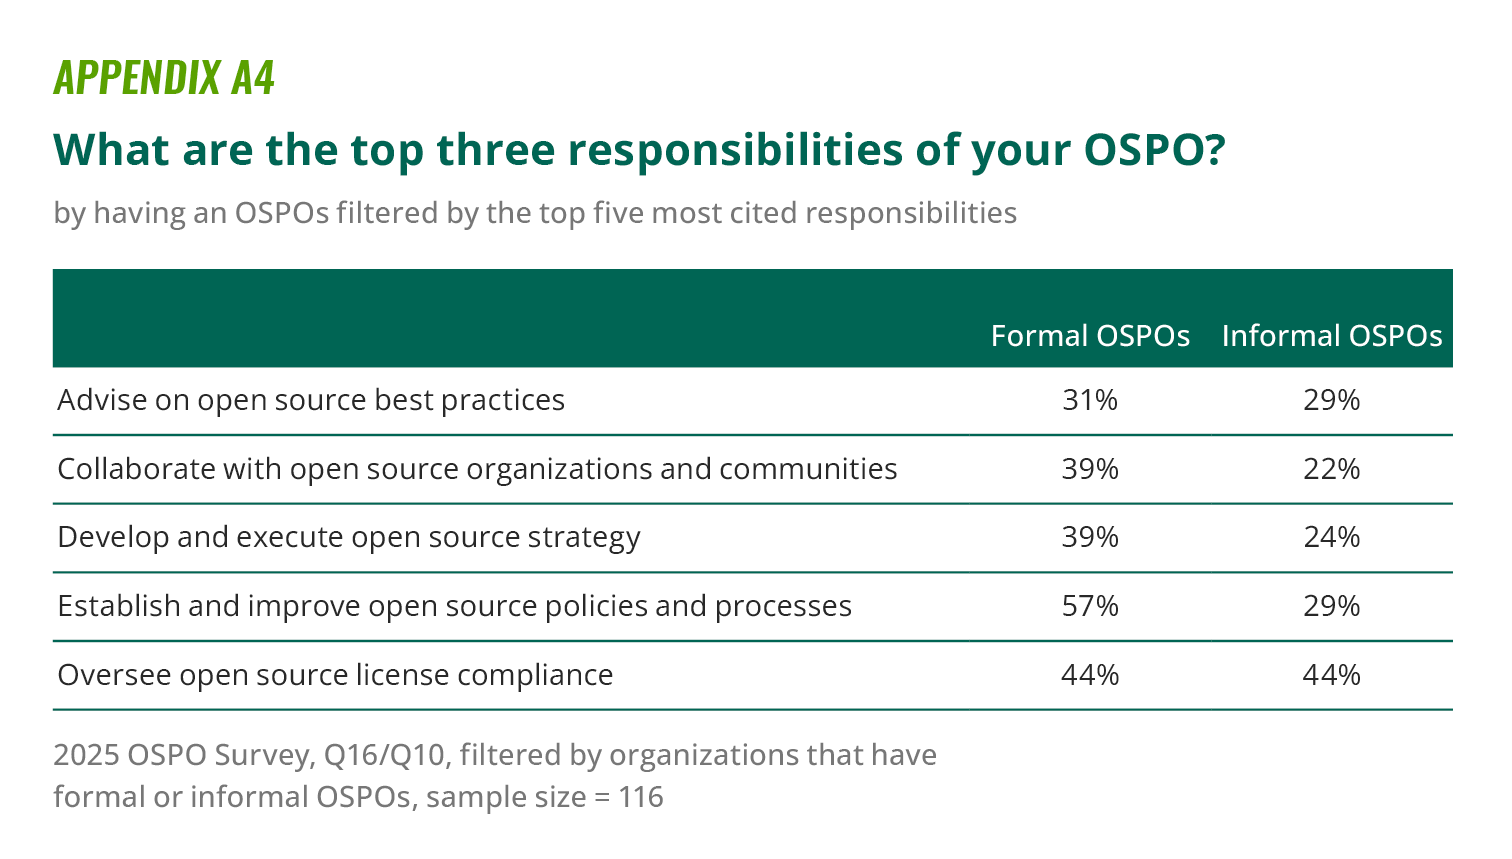 APPENDIX A4
What are the top three responsibilities of your OSPO?
by having an OSPOs filtered by the top five most cited responsibilities
Formal OSPOs Informal OSPOs
Advise on open source best practices 31% 29%
Collaborate with open source organizations and communities 39% 22%
Develop and execute open source strategy 39% 24%
Establish and improve open source policies and processes 57% 29%
Oversee open source license compliance 44% 44%
2025 OSPO Survey, Q16/Q10, filtered by organizations that have
formal or informal OSPOs, sample size = 116